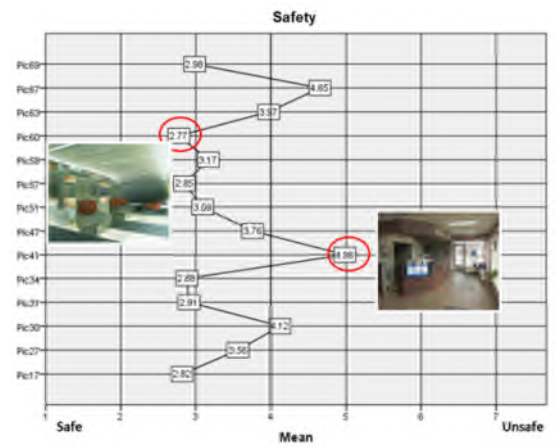 Safety
Pic69 2.98
Pic67 4.65
Pic63 3.97
Pic60 2.77
Pic58 3.17
Pic57 2.85
Pic51 3.09
Pic47 3.76
Pic41 4.98
Pic34 2.88
Pic31 2.91
Pic30 4.12
Pic27 3.56
Pic17 2.82
1 2 3 4 5 6 7
Safe Mean Unsafe